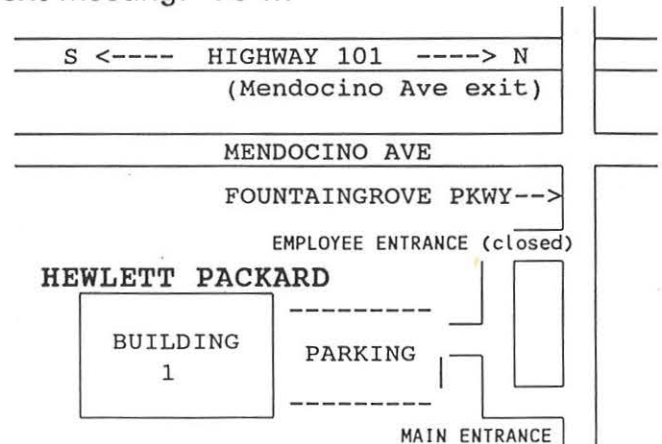 S <---- HIGHWAY 101 ----> N
(Mendocino Ave exit)
MENDOCINO AVE
FOUNTAINGROVE PKWY-->
EMPLOYEE ENTRANCE (closed)
HEWLETT PACKARD
BUILDING
1
PARKING
MAIN ENTRANCE